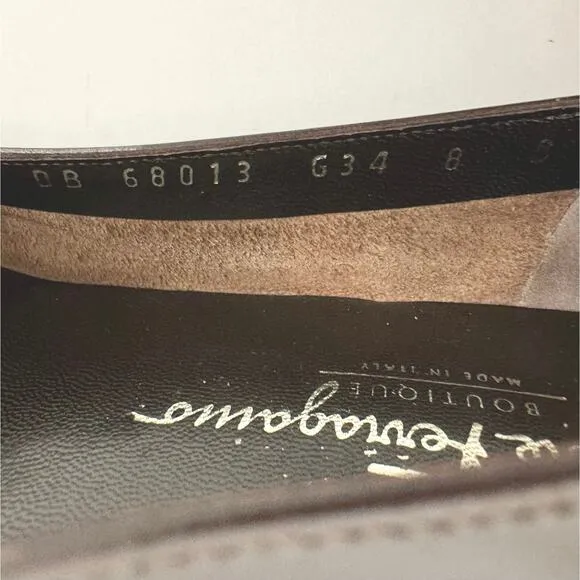 DB 68013 G34 8
BOUTIQUE
MADE IN ITALY
Ferragamo